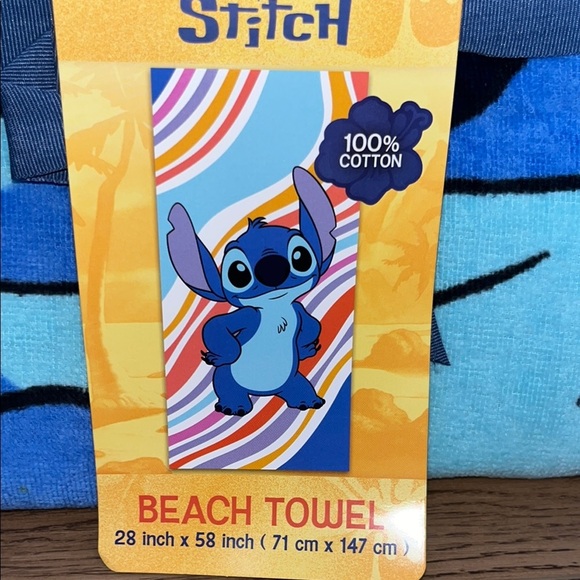 STitCH
100%
COTTON
BEACH TOWEL
28 inch x 58 inch ( 71 cm x 147 cm )